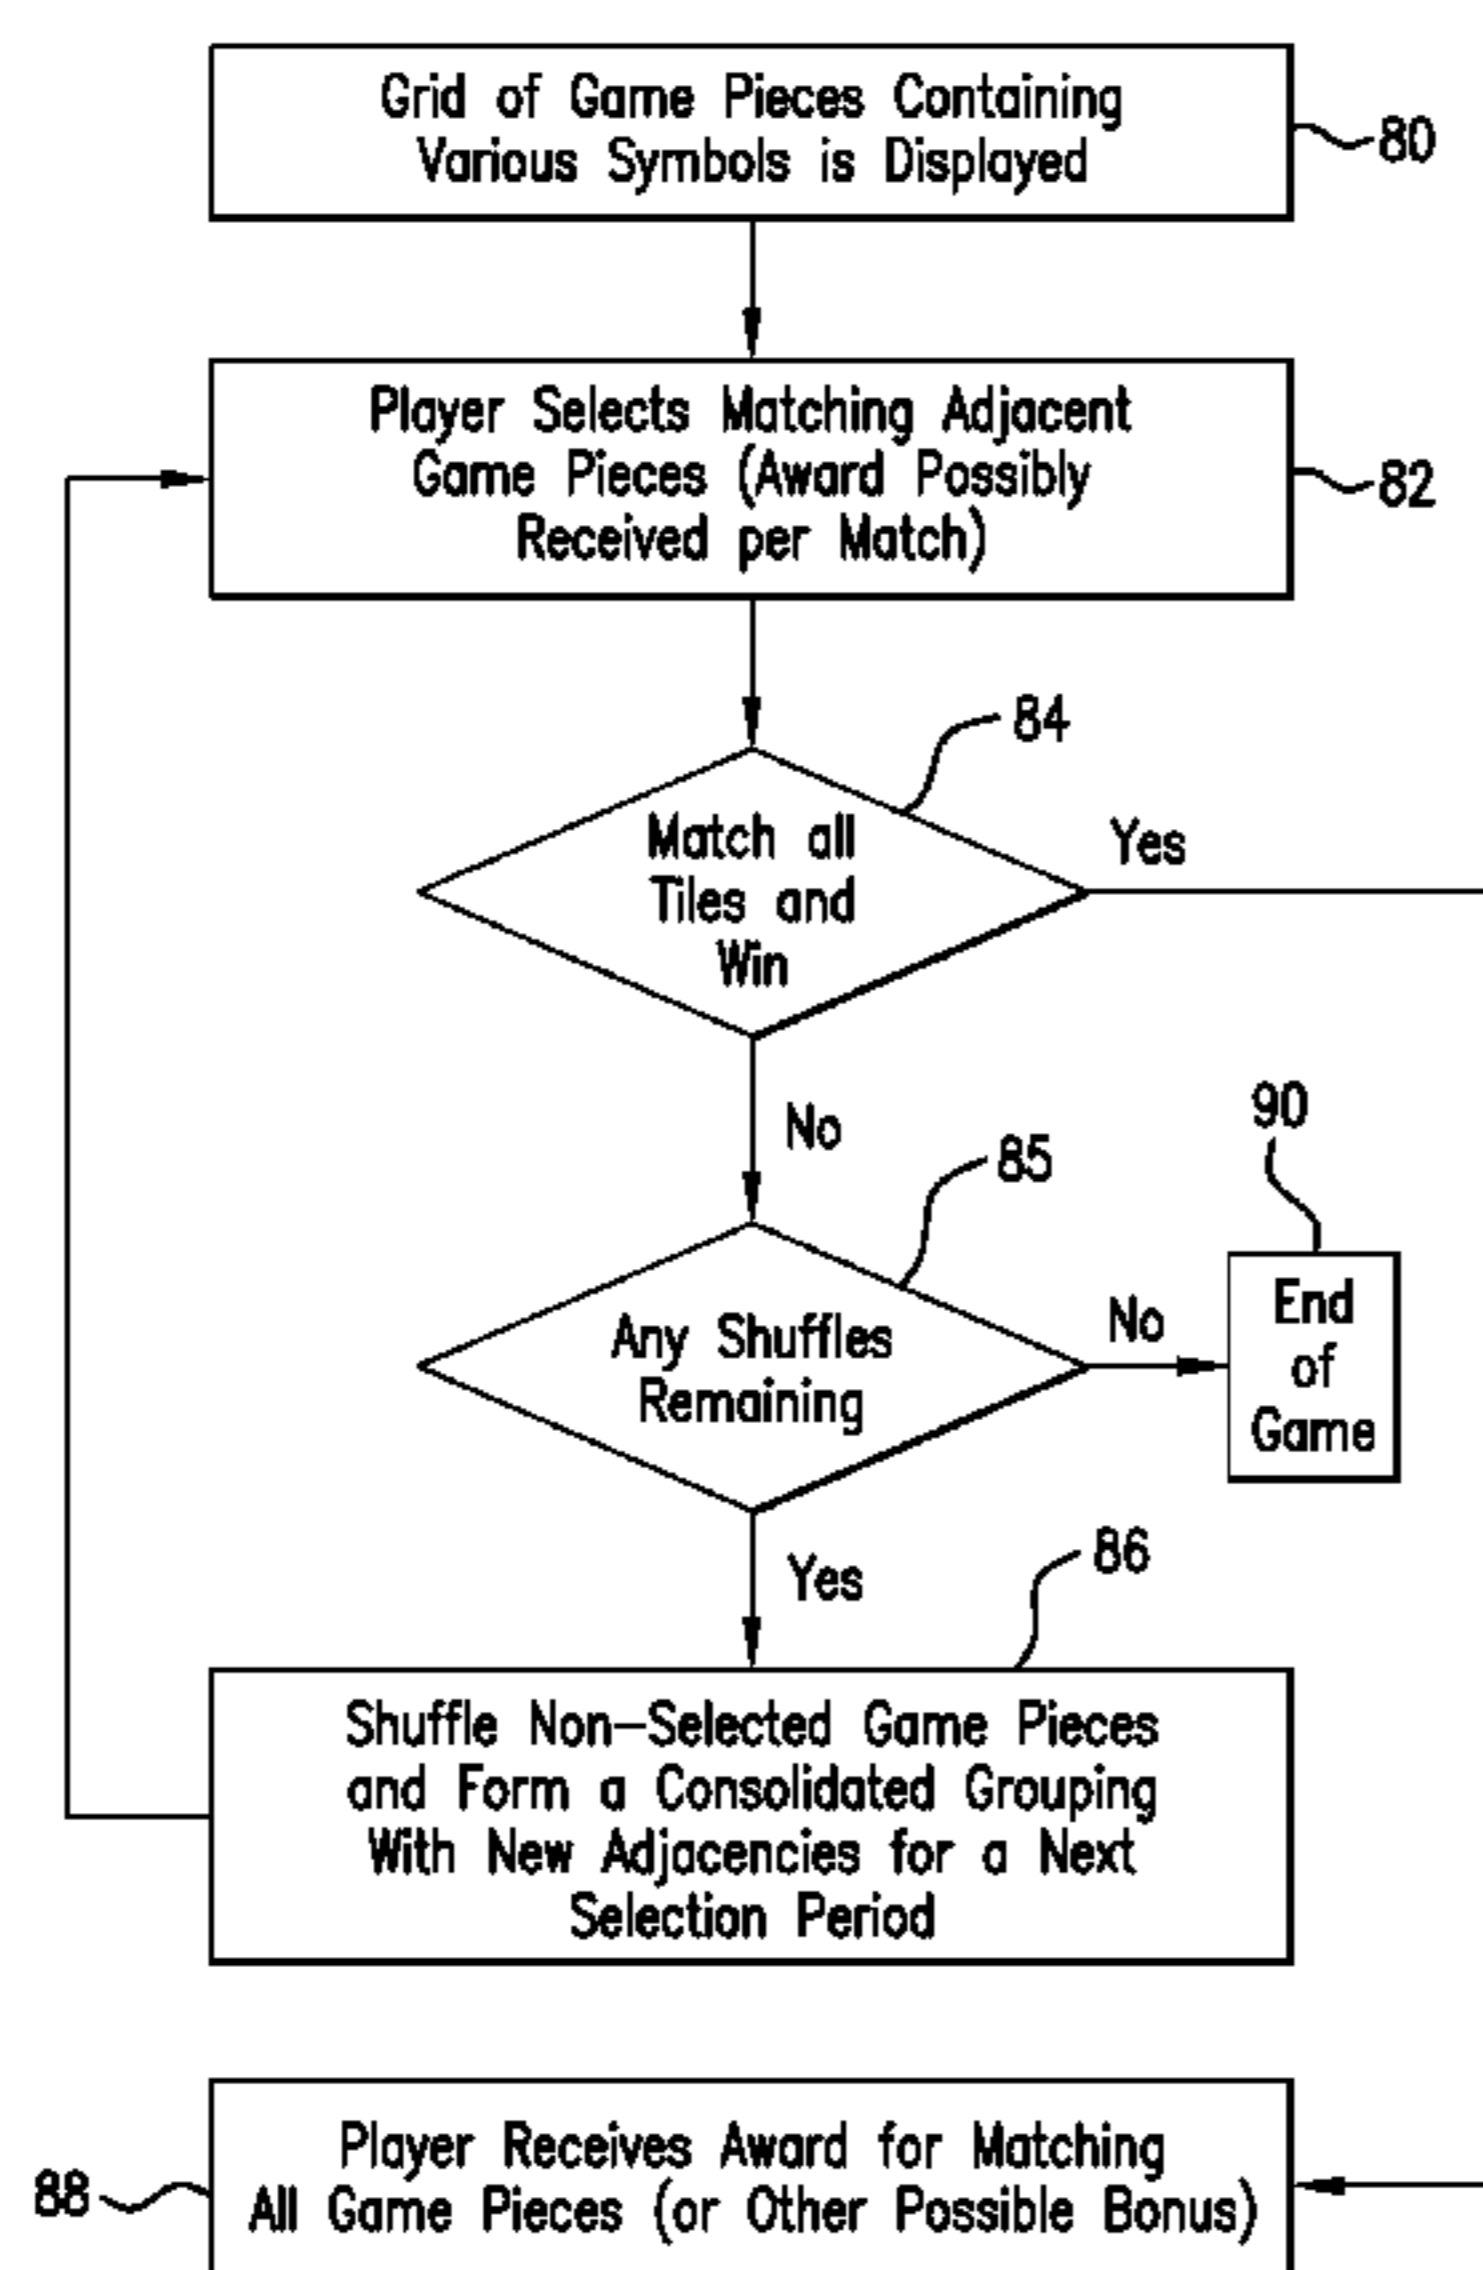 Grid of Game Pieces Containing
Various Symbols is Displayed
80
Player Selects Matching Adjacent
Game Pieces (Award Possibly
Received per Match)
82
84
Match all
Tiles and
Win
Yes
No
85
90
Any Shuffles
Remaining
No
End
of
Game
Yes
86
Shuffle Non-Selected Game Pieces
and Form a Consolidated Grouping
With New Adjacencies for a Next
Selection Period
88
Player Receives Award for Matching
All Game Pieces (or Other Possible Bonus)